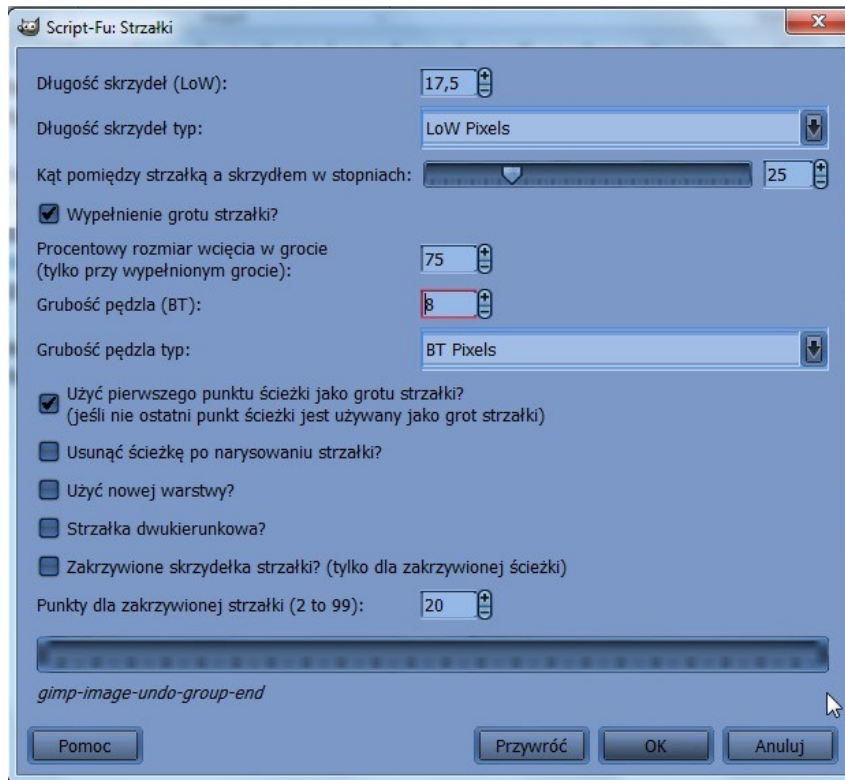 Script-Fu: Strzałki
Długość skrzydeł (LoW): 17,5
Długość skrzydeł typ: LoW Pixels
Kąt pomiędzy strzałką a skrzydłem w stopniach: 25
Wypełnienie grotu strzałki?
Procentowy rozmiar wcięcia w grocie
(tylko przy wypełnionym grocie): 75
Grubość pędzla (BT): 8
Grubość pędzla typ: BT Pixels
Użyć pierwszego punktu ścieżki jako grotu strzałki?
(jeśli nie ostatni punkt ścieżki jest używany jako grot strzałki)
Usunąć ścieżkę po narysowaniu strzałki?
Użyć nowej warstwy?
Strzałka dwukierunkowa?
Zakrzywione skrzydełka strzałki? (tylko dla zakrzywionej ścieżki)
Punkty dla zakrzywionej strzałki (2 to 99): 20
gimp-image-undo-group-end
Pomoc Przywróć OK Anuluj